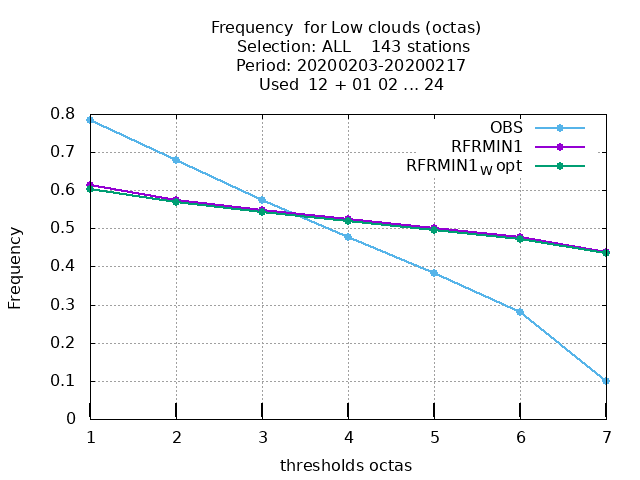 Frequency for Low clouds (octas)
Selection: ALL 143 stations
Period: 20200203-20200217
Used 12 + 01 02 ... 24
OBS
RFRMIN1
RFRMIN1W opt
Frequency
0.8
0.7
0.6
0.5
0.4
0.3
0.2
0.1
0
1 2 3 4 5 6 7
thresholds octas